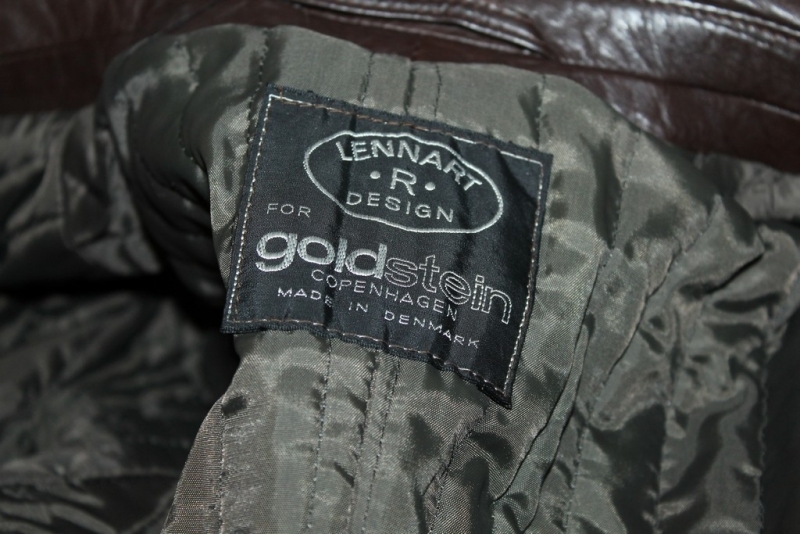 LENNART
·R·
DESIGN
FOR
goldstein
COPENHAGEN
MADE IN DENMARK